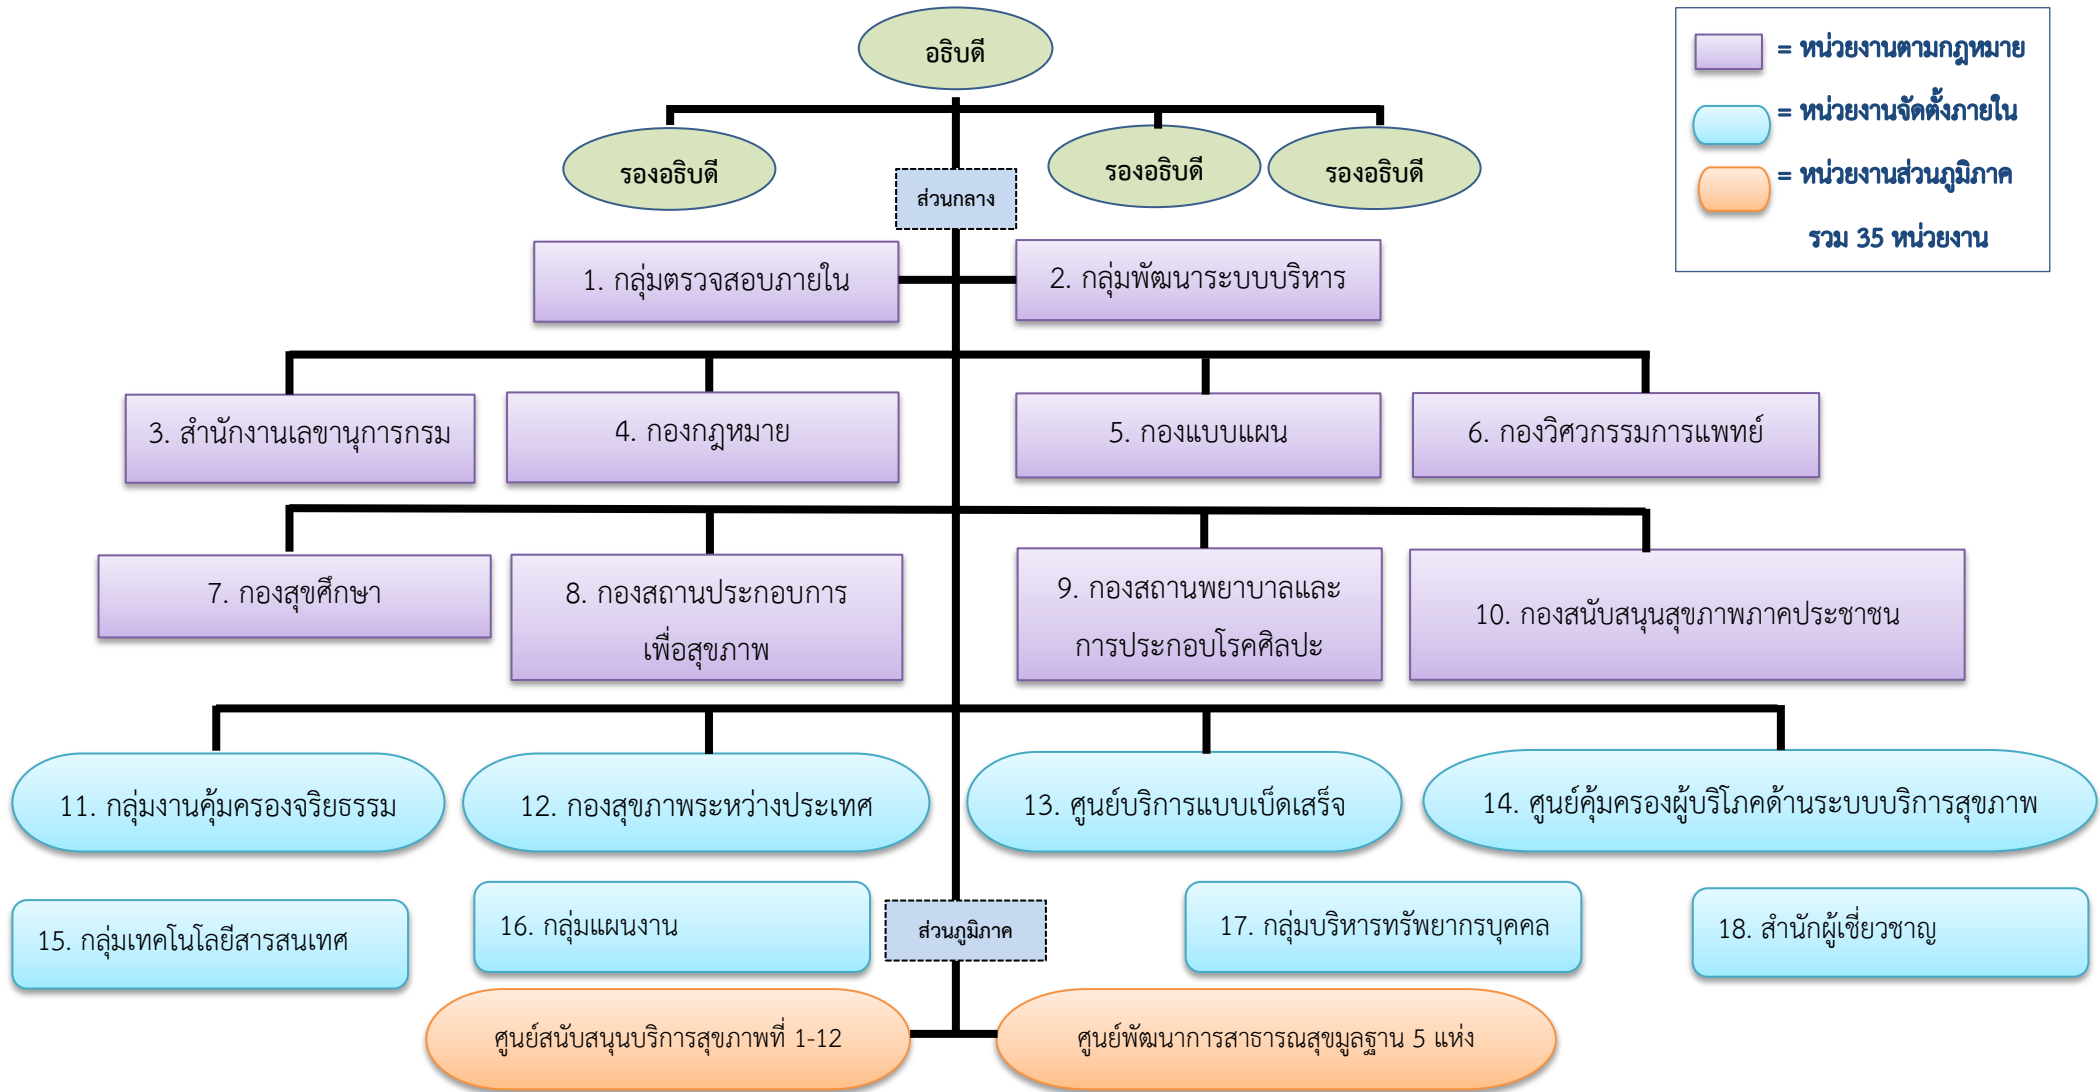 อธิบดี
= หน่วยงานตามกฎหมาย
= หน่วยงานจัดตั้งภายใน
= หน่วยงานส่วนภูมิภาค
รวม 35 หน่วยงาน
รองอธิบดี
รองอธิบดี
รองอธิบดี
ส่วนกลาง
1. กลุ่มตรวจสอบภายใน
2. กลุ่มพัฒนาระบบบริหาร
3. สำนักงานเลขานุการกรม
4. กองกฎหมาย
5. กองแบบแผน
6. กองวิศวกรรมการแพทย์
7. กองสุขศึกษา
8. กองสถานประกอบการ
เพื่อสุขภาพ
9. กองสถานพยาบาลและ
การประกอบโรคศิลปะ
10. กองสนับสนุนสุขภาพภาคประชาชน
11. กลุ่มงานคุ้มครองจริยธรรม
12. กองสุขภาพระหว่างประเทศ
13. ศูนย์บริการแบบเบ็ดเสร็จ
14. ศูนย์คุ้มครองผู้บริโภคด้านระบบบริการสุขภาพ
15. กลุ่มเทคโนโลยีสารสนเทศ
16. กลุ่มแผนงาน
ส่วนภูมิภาค
17. กลุ่มบริหารทรัพยากรบุคคล
18. สำนักผู้เชี่ยวชาญ
ศูนย์สนับสนุนบริการสุขภาพที่ 1-12
ศูนย์พัฒนาการสาธารณสุขมูลฐาน 5 แห่ง